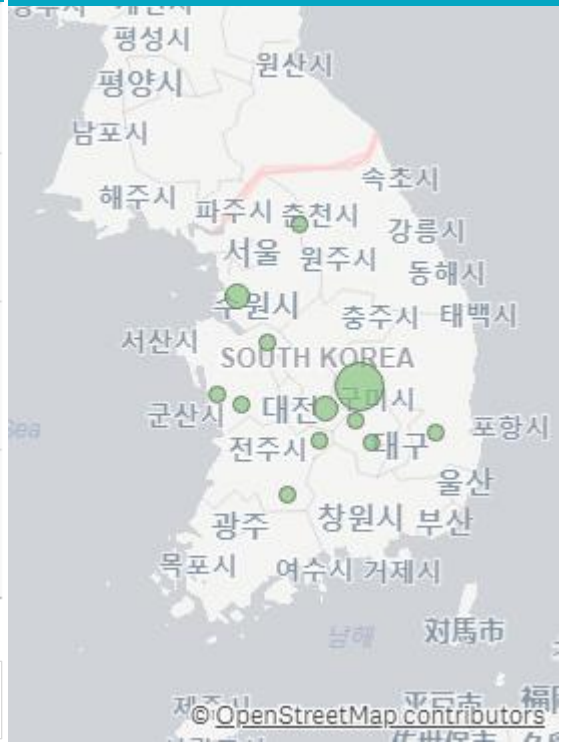 평성시
원산시
평양시
남포시
속초시
해주시
파주시 춘천시
강릉시
서울 원주시
동해시
수원시
충주시 태백시
서산시
SOUTH KOREA
구미시
군산시 대전
포항시
전주시 대구
울산
광주 창원시 부산
목포시 여수시 거제시
남해
対馬市
Sea
© OpenStreetMap contributors